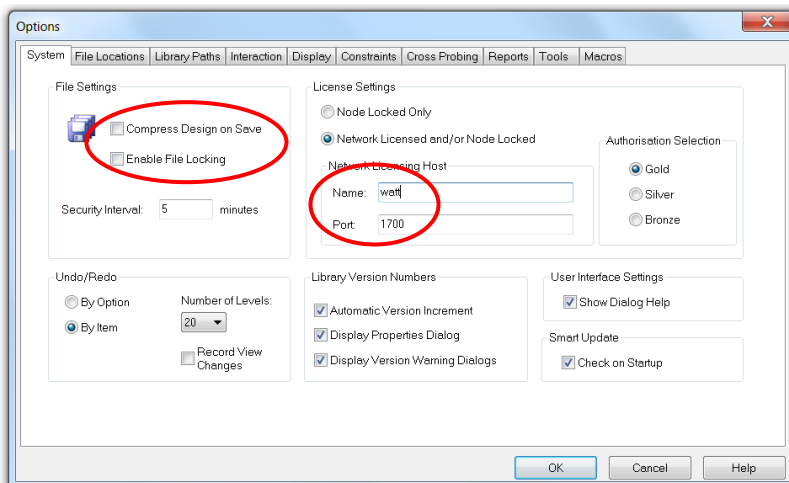 Options
System File Locations Library Paths Interaction Display Constraints Cross Probing Reports Tools Macros
File Settings
Compress Design on Save
Enable File Locking
Security Interval: 5 minutes
License Settings
Node Locked Only
Network Licensed and/or Node Locked
Network Licensing Host
Name: watt
Port: 1700
Authorisation Selection
Gold
Silver
Bronze
Undo/Redo
By Option
By Item
Number of Levels:
20
Record View
Changes
Library Version Numbers
Automatic Version Increment
Display Properties Dialog
Display Version Warning Dialogs
User Interface Settings
Show Dialog Help
Smart Update
Check on Startup
OK Cancel Help